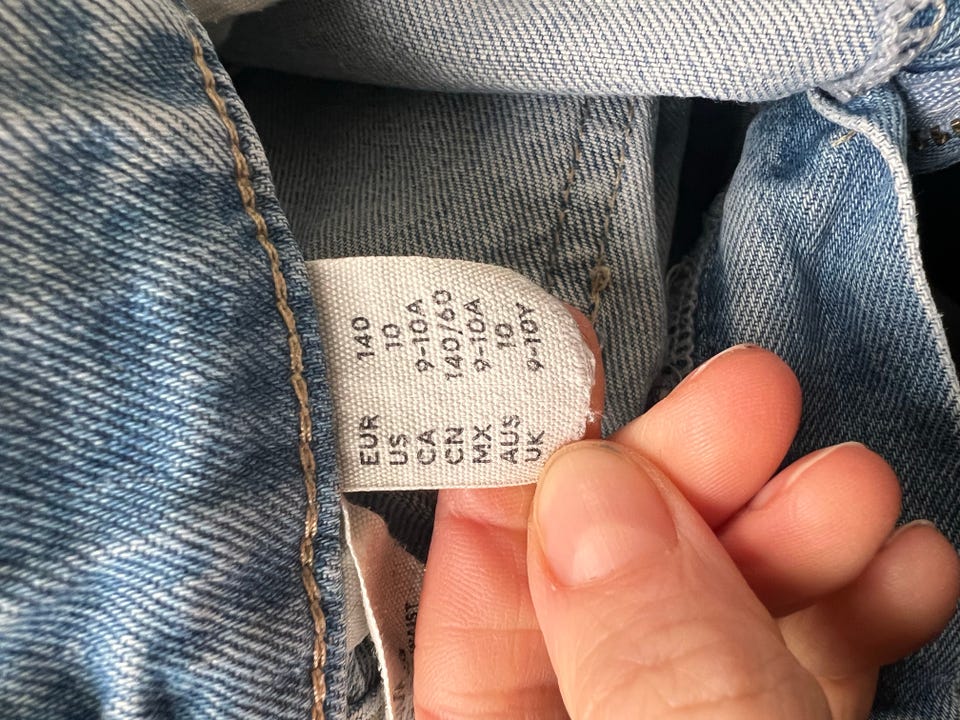 EUR 140
US 10
CA 9-10A
CN 140/60
MX 9-10A
AUS 10
UK 9-10Y